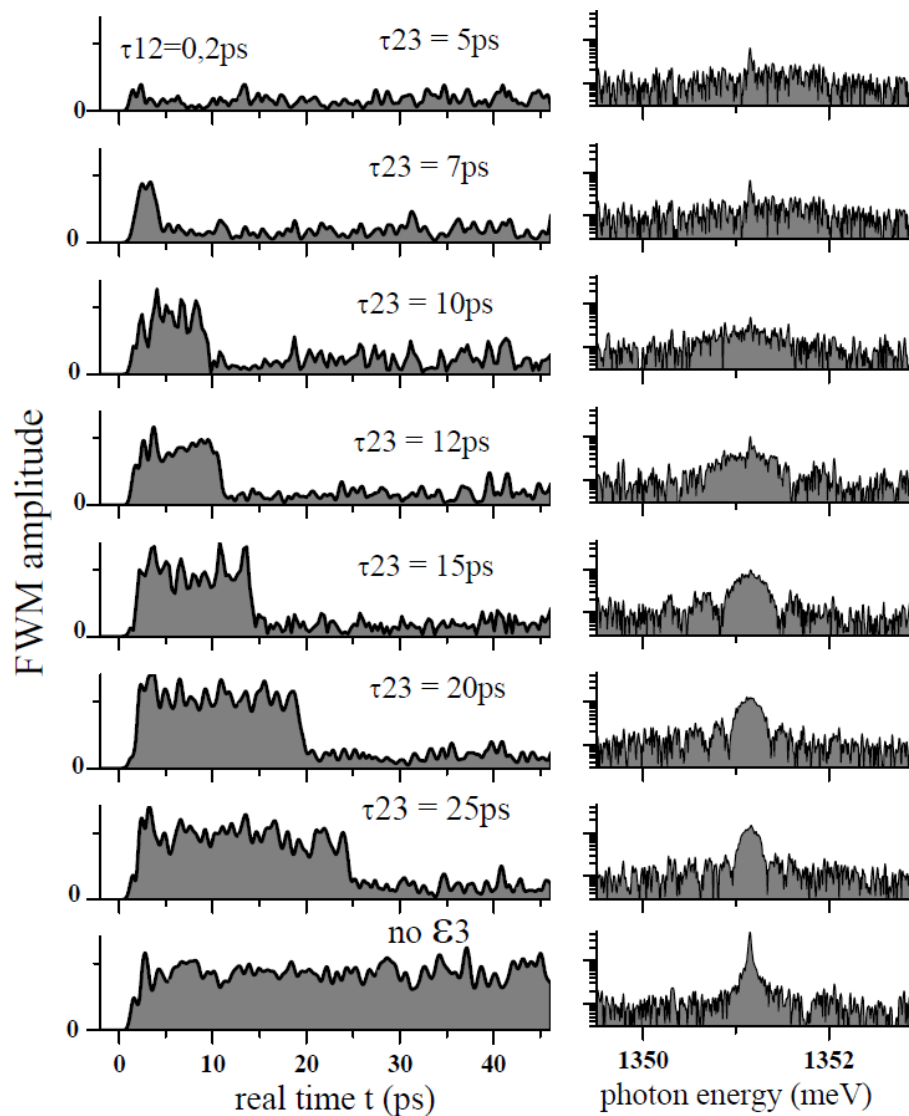 τ12=0,2ps
τ23 = 5ps
0
τ23 = 7ps
0
τ23 = 10ps
0
τ23 = 12ps
0
τ23 = 15ps
0
τ23 = 20ps
0
τ23 = 25ps
0
no ε3
0
FWM amplitude
0 10 20 30 40
real time t (ps)
1350 1352
photon energy (meV)